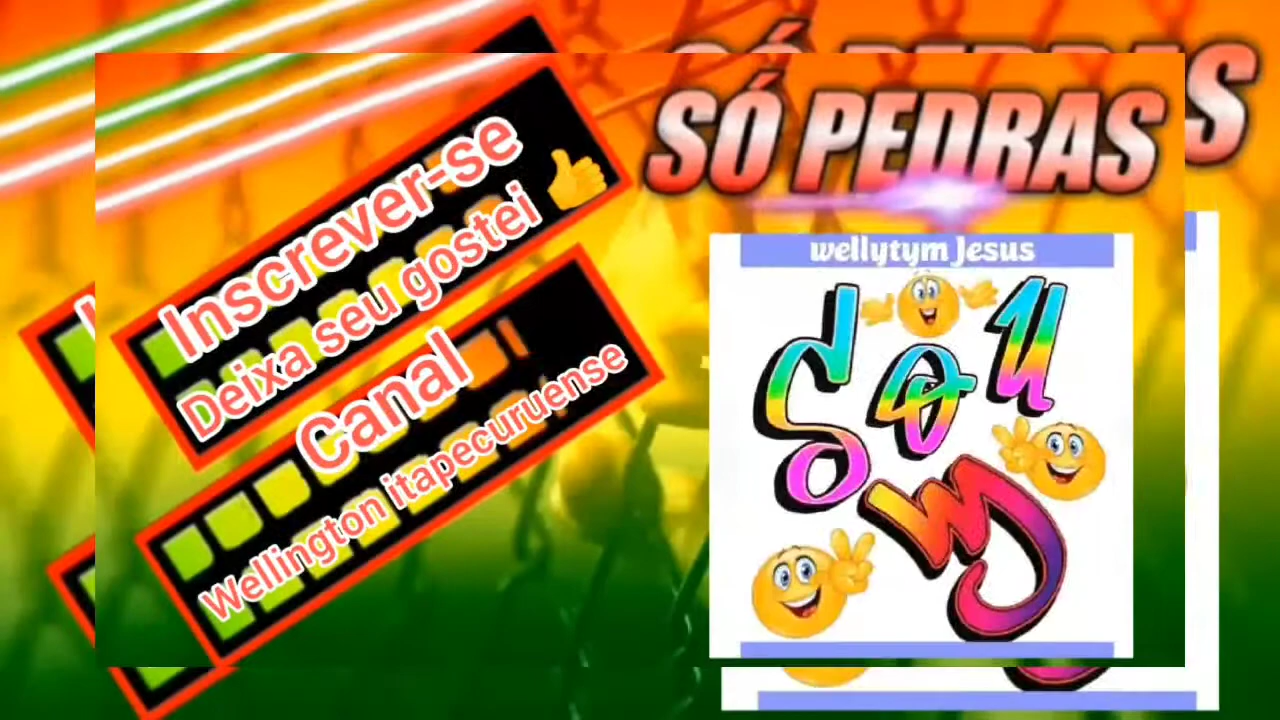 SÓ PEDRAS
S
Inscrever-se
Deixa seu gostei
Canal
Wellington itapecuruense
wellytym Jesus
sou